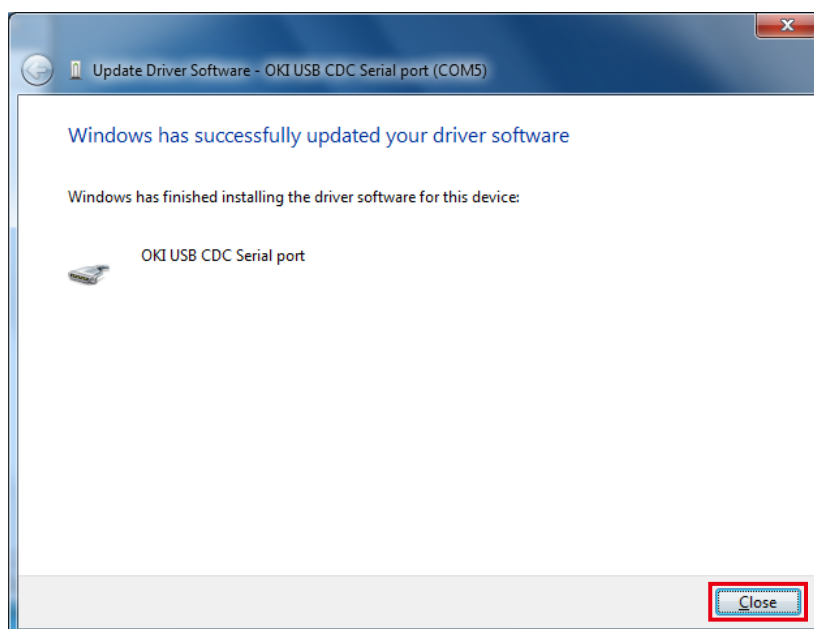 Update Driver Software - OKI USB CDC Serial port (COM5)
Windows has successfully updated your driver software
Windows has finished installing the driver software for this device:
OKI USB CDC Serial port
Close